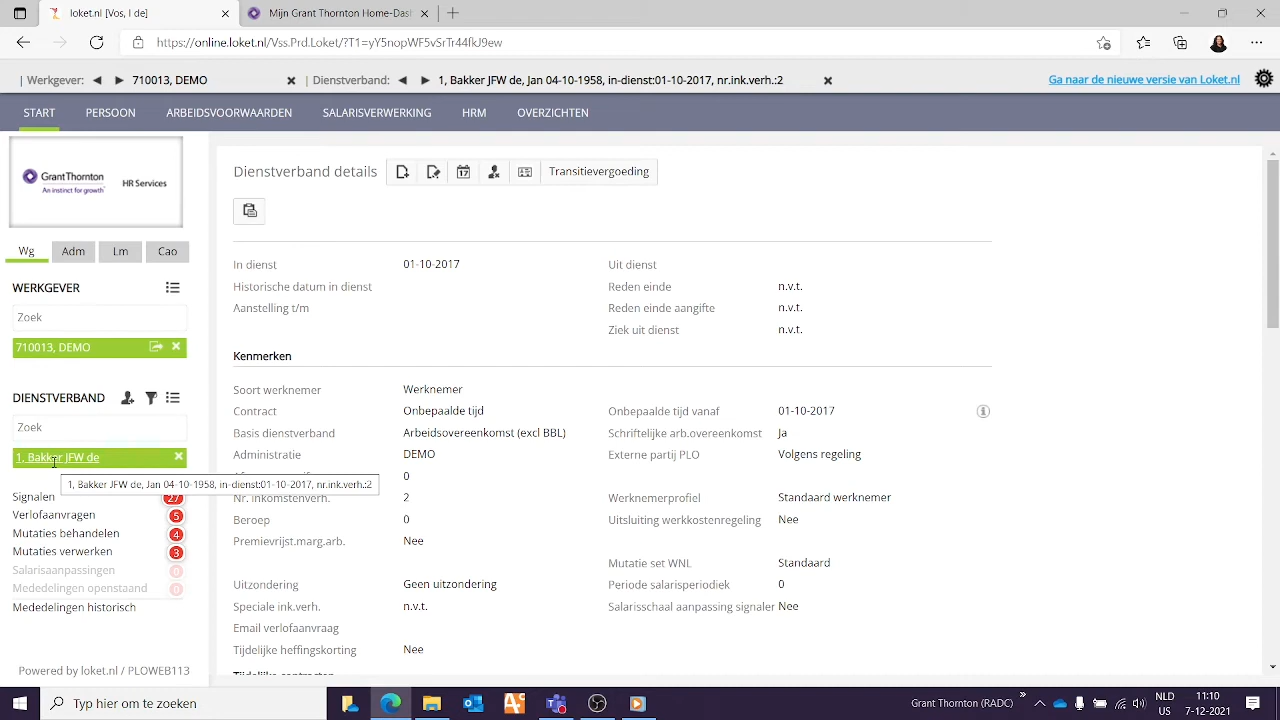 loket.nl [Vos, I de]
Mijn Grant Thornton Home-Das
https://online.loket.nl/Vss.Prd.Loket/?T1=yY5nopWF5vSrTr44fkJ9ew
| Werkgever: 710013, DEMO | Dienstverband: 1, Bakker JFW de, Jan 04-10-1958, in-dienst:01-10-2017, nr.ink.verh.:2 Ga naar de nieuwe versie van Loket.nl
START PERSOON ARBEIDSVOORWAARDEN SALARISVERWERKING HRM OVERZICHTEN
Grant Thornton
An instinct for growth
HR Services
Wg Adm Lm Cao
WERKGEVER
Zoek
710013, DEMO
DIENSTVERBAND
Zoek
1, Bakker JFW de
1, Bakker JFW de, Jan 04-10-1958, in-dienst:01-10-2017, nr.ink.verh.:2
Signalen 27
Verlofaanvragen 5
Mutaties behandelen 4
Mutaties verwerken 3
Salarisaanpassingen 0
Mededelingen openstaand 0
Mededelingen historisch
Powered by loket.nl / PLOWEB113
Dienstverband details 17 Transitievergoeding
In dienst 01-10-2017 Uit dienst
Historische datum in dienst Reden einde n.v.t.
Aanstelling t/m Reden einde aangifte n.v.t.
Ziek uit dienst n.v.t.
Kenmerken
Soort werknemer Werknemer
Contract Onbepaalde tijd Onbepaalde tijd vanaf 01-10-2017
Basis dienstverband Arbeidsovereenkomst (excl BBL) Schriftelijke arb.overeenkomst Ja
Administratie DEMO Externe partij PLO Volgens regeling
0
Nr. inkomstenverh. 2 Werknemerprofiel Standaard werknemer
Beroep 0 Uitsluiting werkkostenregeling Nee
Premievrijst.marg.arb. Nee
Mutatie set WNL Standaard
Uitzondering Geen uitzondering Periode salarisperiodiek 0
Speciale ink.verh. n.v.t. Salarisschaal aanpassing signaler Nee
Email verlofaanvraag
Tijdelijke heffingskorting Nee
Tijdelijke contracten
Typ hier om te zoeken
Grant Thornton (RADC)
NLD
US
11:10
7-12-2021